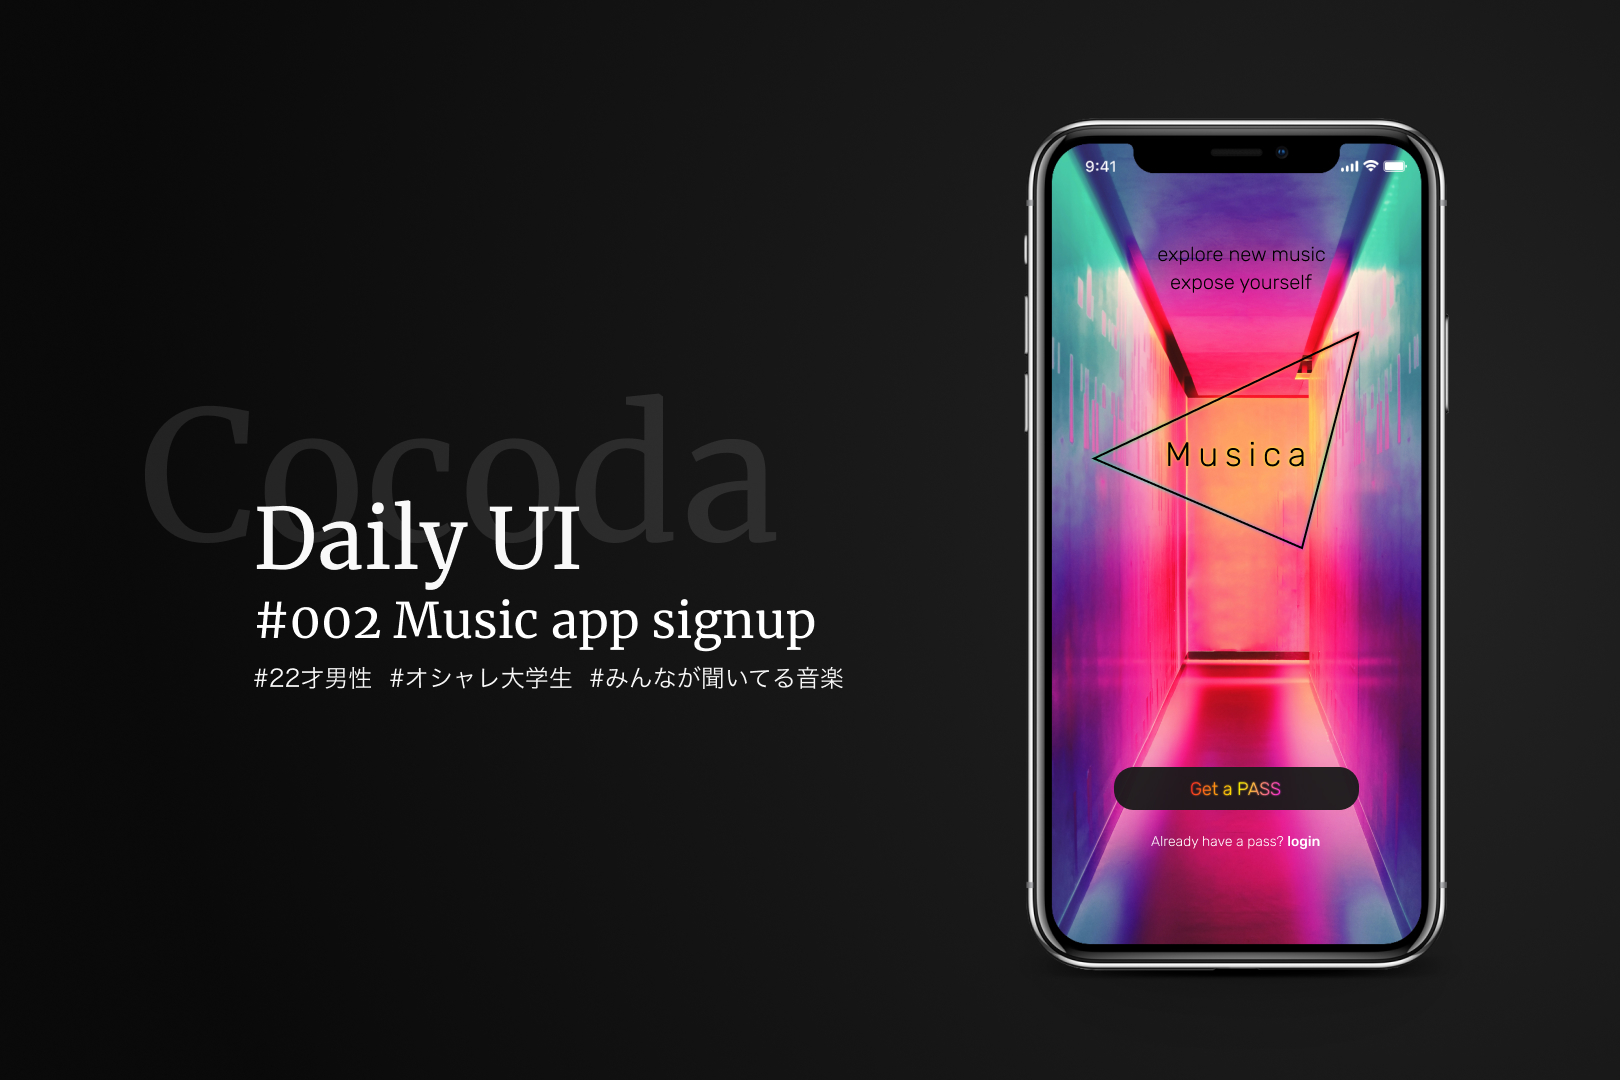 Cocoda
Daily UI
#002 Music app signup
#22才男性 #オシャレ大学生 #みんなが聞いてる音楽
9:41
explore new music
expose yourself
Musica
Get a PASS
Already have a pass? login